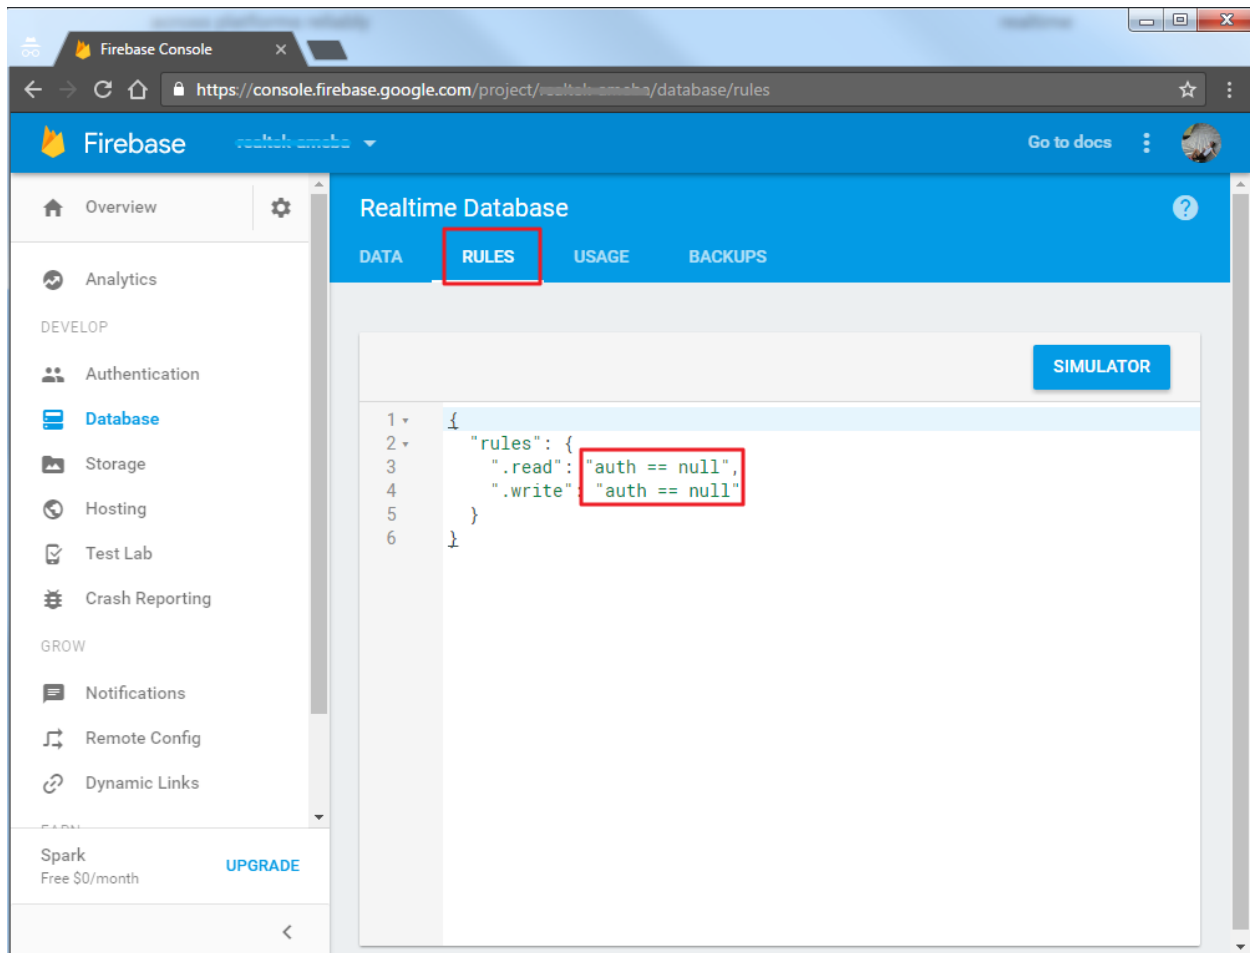 Firebase Console
https://console.firebase.google.com/project/ /database/rules
Firebase
Go to docs
Overview
Realtime Database
DATA RULES USAGE BACKUPS
Analytics
DEVELOP
SIMULATOR
Authentication
Database
Storage
Hosting
Test Lab
Crash Reporting
GROW
Notifications
Remote Config
Dynamic Links
Spark
UPGRADE
Free $0/month
1 {
2 "rules": {
3 ".read": "auth == null",
4 ".write": "auth == null"
5 }
6 }